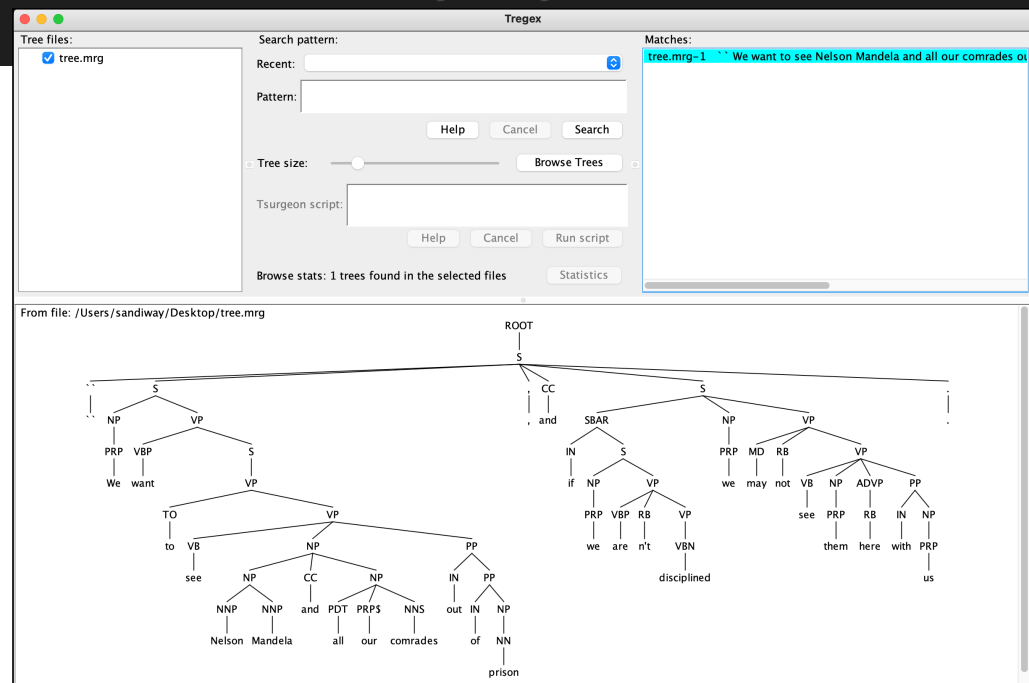 Tregex
Tree files:
Search pattern:
Matches:
tree.mrg
Recent:
tree.mrg-1 `` We want to see Nelson Mandela and all our comrades ou
Pattern:
Help Cancel Search
Tree size:
Browse Trees
Tsurgeon script:
Help Cancel Run script
Browse stats: 1 trees found in the selected files
Statistics
From file: /Users/sandiway/Desktop/tree.mrg
ROOT
S
`` S , CC S .
`` NP VP , and SBAR NP VP .
PRP VBP S IN S PRP MD RB VP
We want VP if NP VP we may not VB NP ADVP PP
TO VP PRP VBP RB VP see PRP RB IN NP
to VB NP PP we are n't VBN them here with PRP
see NP CC NP IN PP disciplined us
NNP NNP and PDT PRP$ NNS out IN NP
Nelson Mandela all our comrades of NN
prison